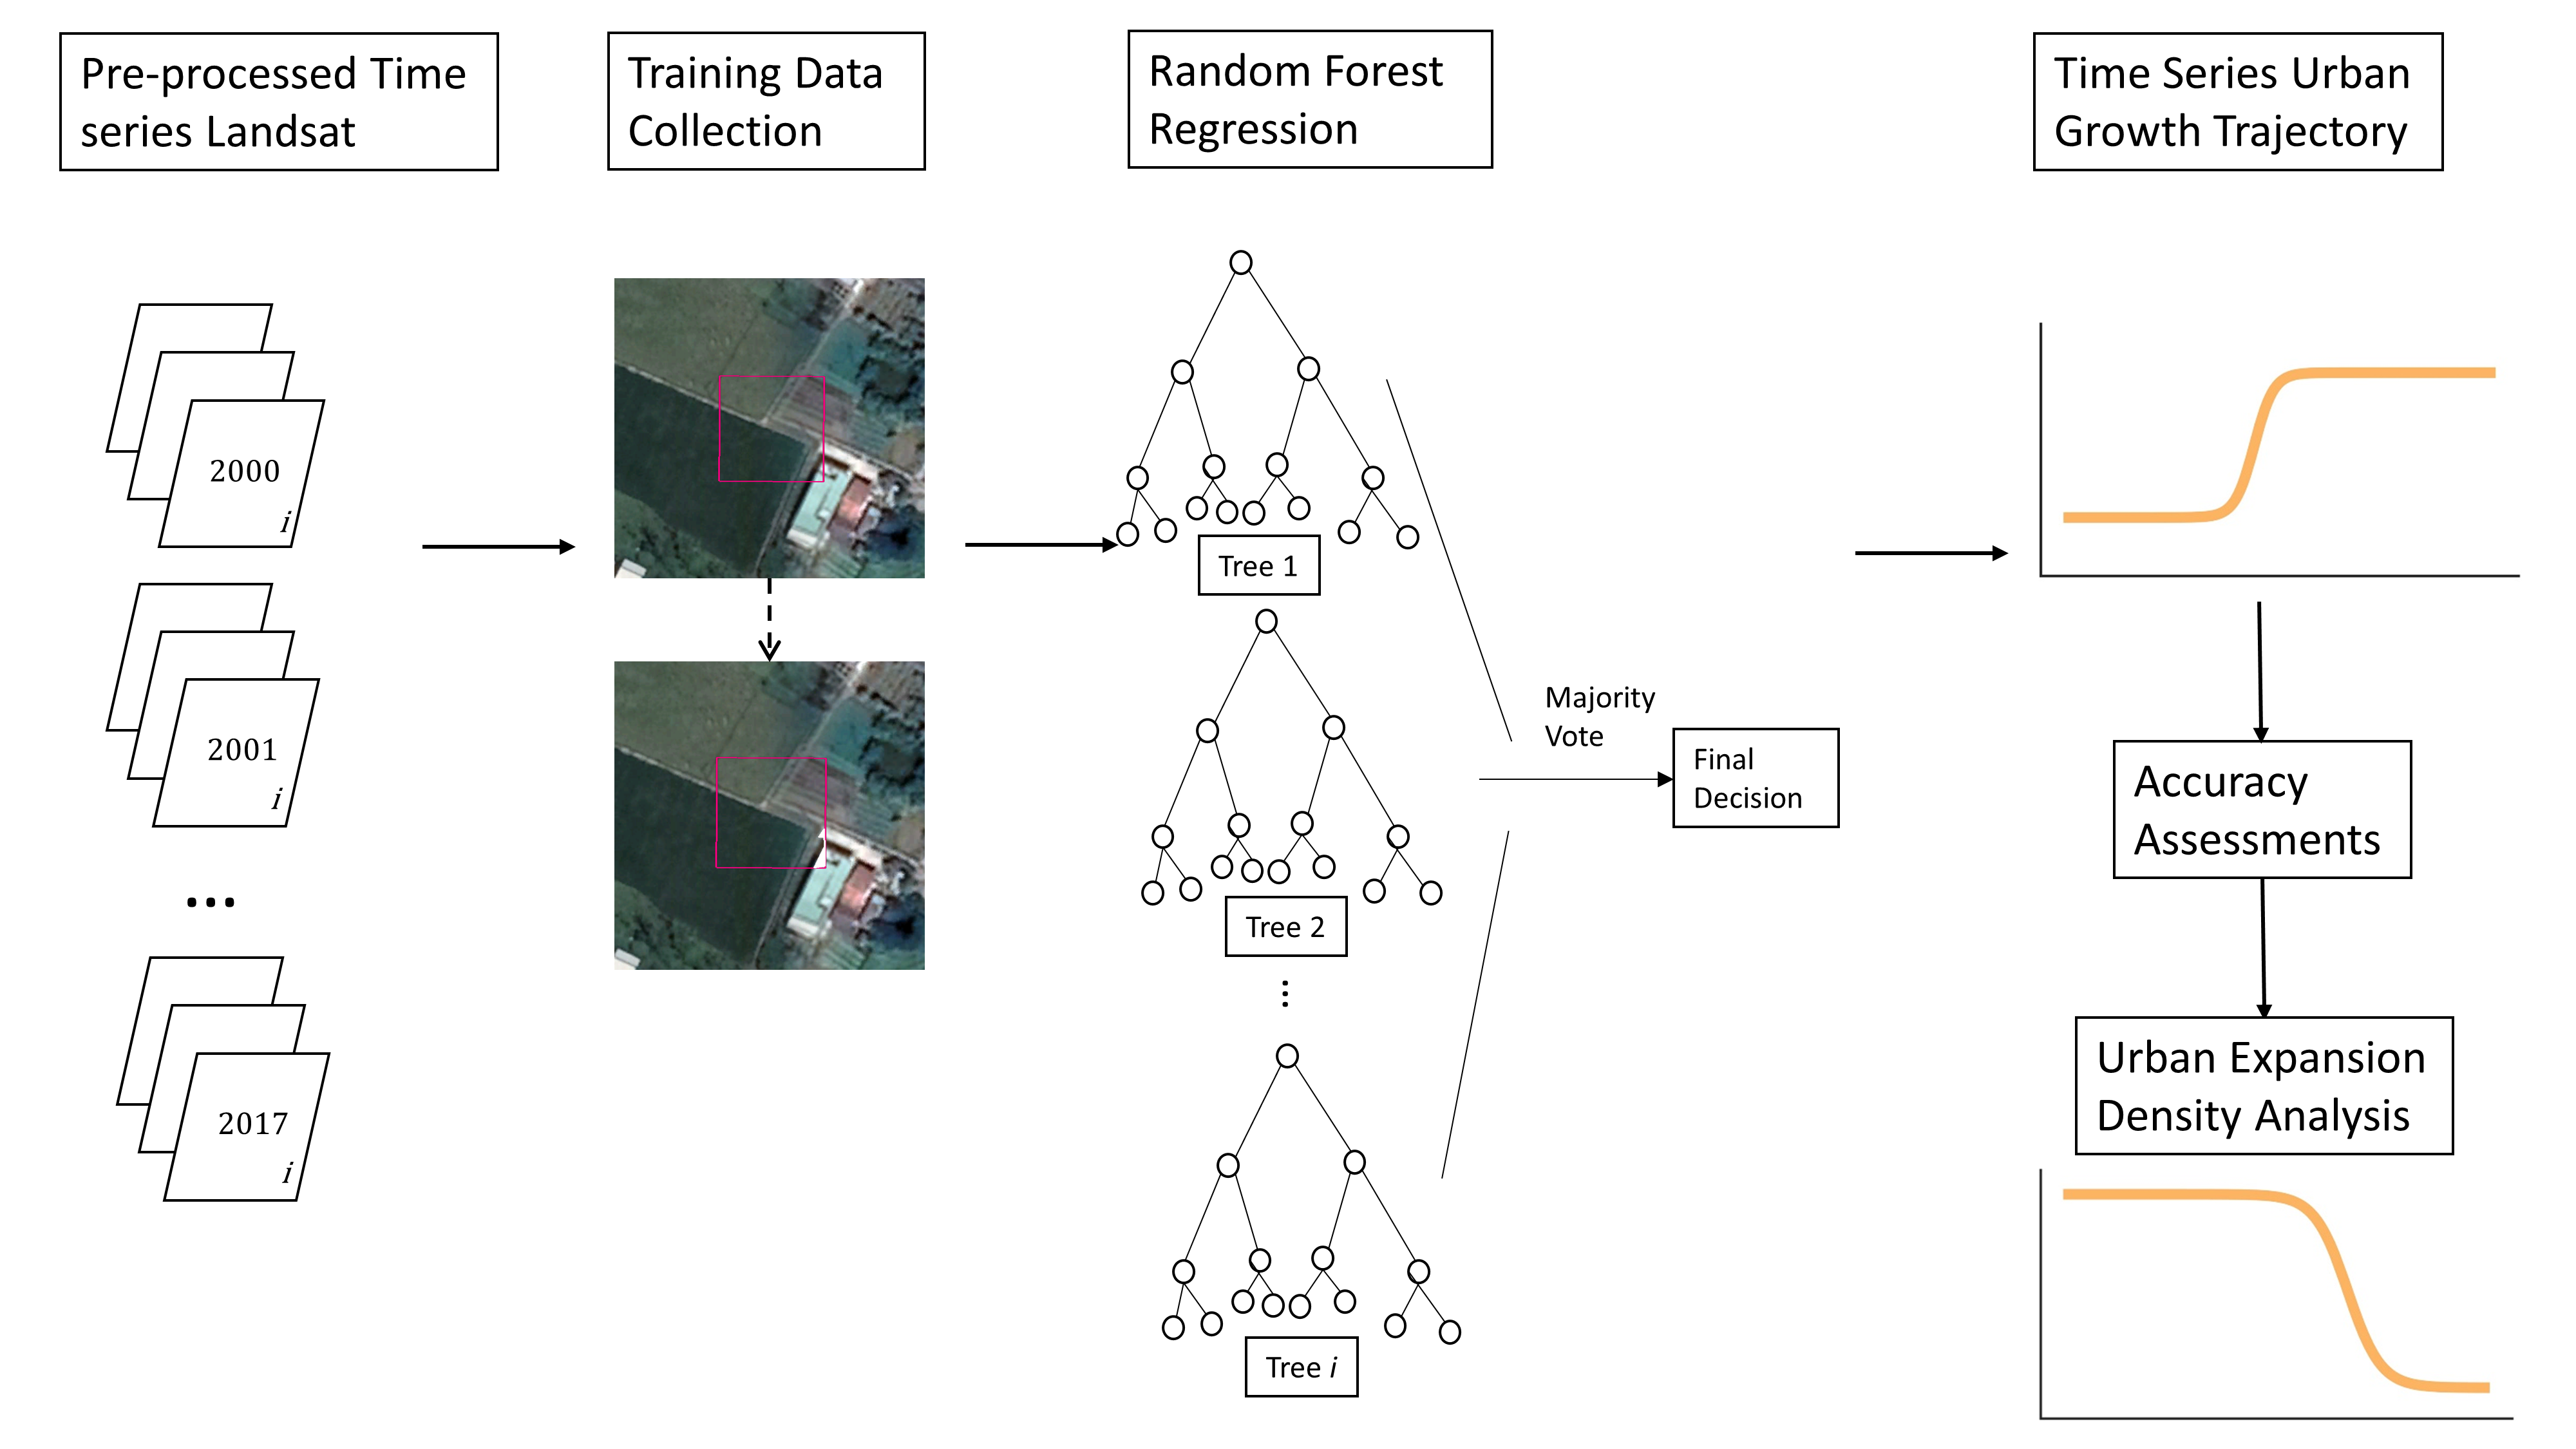 Pre-processed Time
series Landsat
Training Data
Collection
Random Forest
Regression
Time Series Urban
Growth Trajectory
2000
i
2001
i
...
2017
i
Tree 1
Tree 2
...
Tree i
Majority
Vote
Final
Decision
Accuracy
Assessments
Urban Expansion
Density Analysis